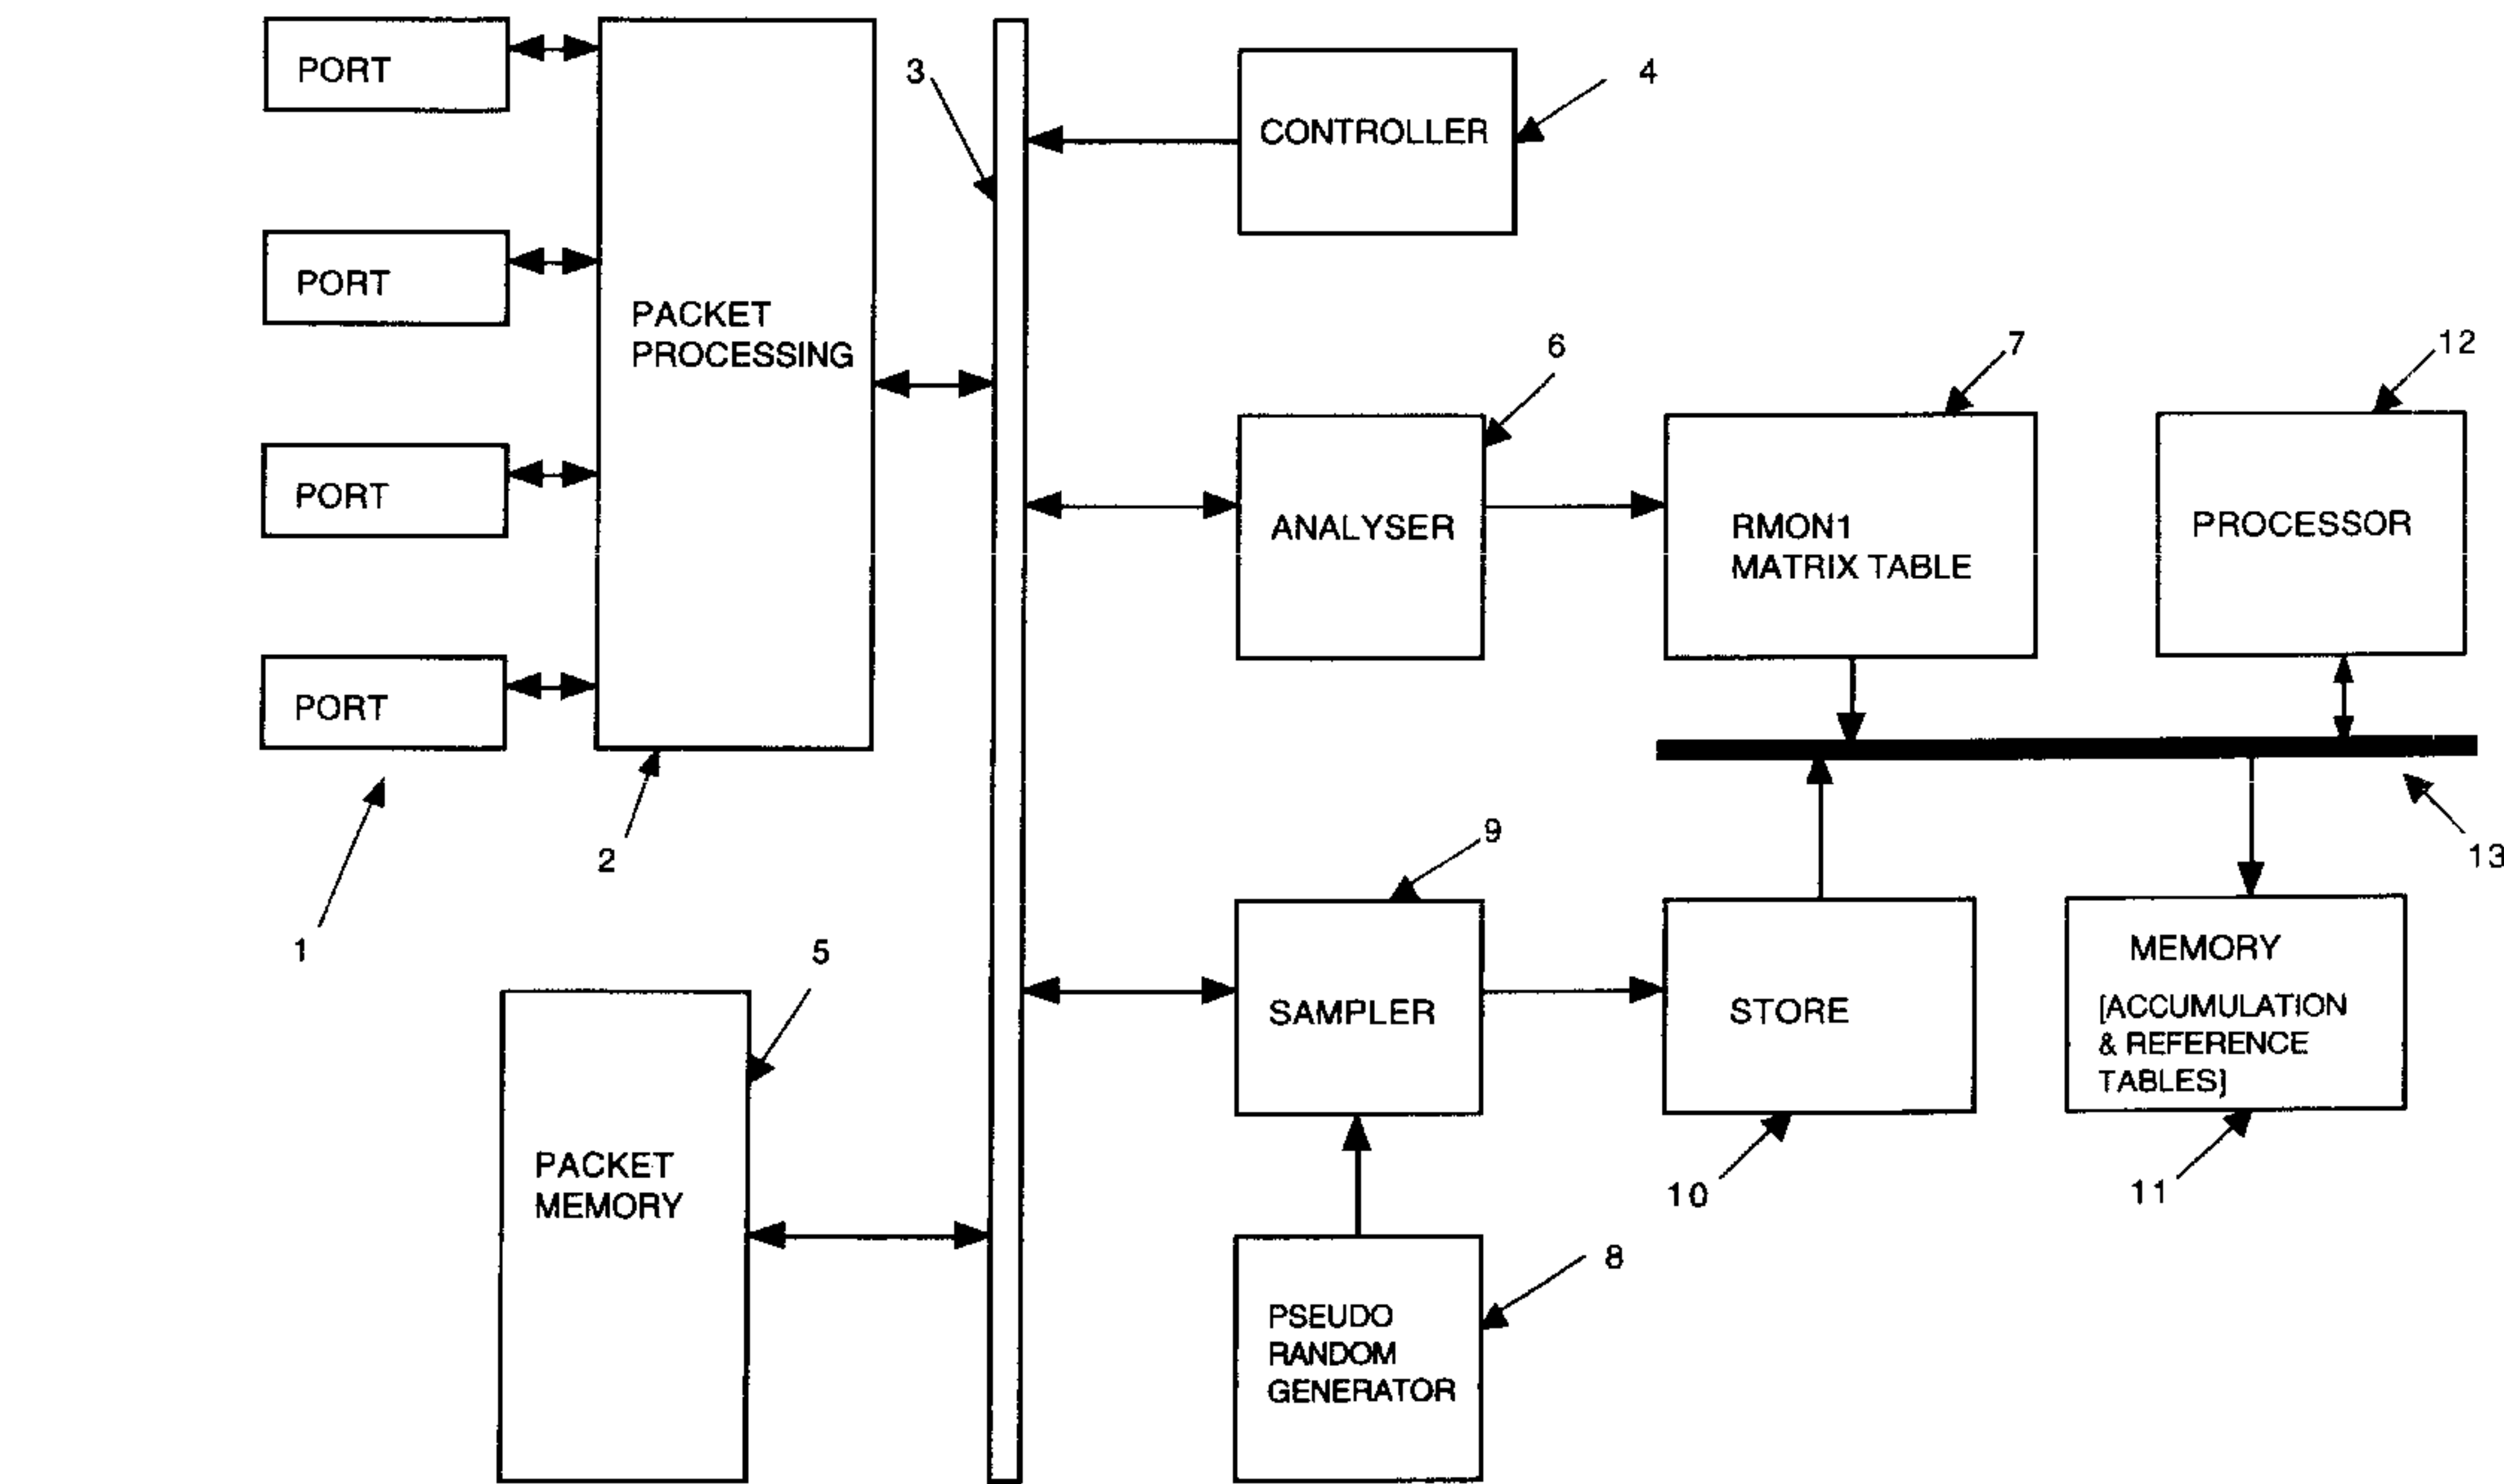 PORT
3
4
CONTROLLER
PORT
PACKET
PROCESSING
6
7
12
PORT
ANALYSER
RMON1
MATRIX TABLE
PROCESSOR
PORT
2
9
13
1
5
MEMORY
[ACCUMULATION
& REFERENCE
TABLES]
SAMPLER
STORE
PACKET
MEMORY
10
11
8
PSEUDO
RANDOM
GENERATOR